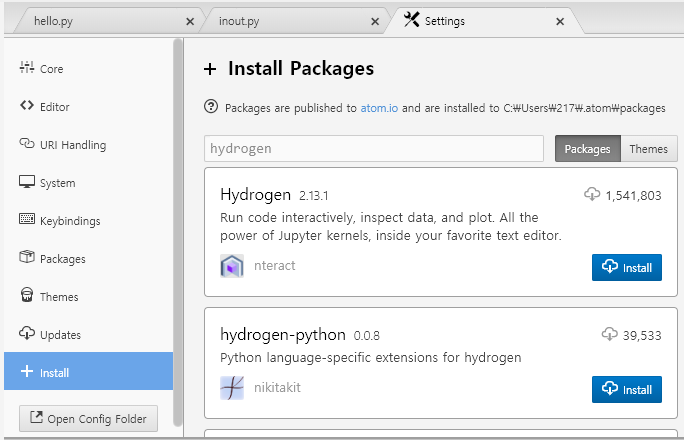 hello.py
inout.py
Settings
Core
Editor
URI Handling
System
Keybindings
Packages
Themes
Updates
Install
Open Config Folder
Install Packages
Packages are published to atom.io and are installed to C:₩Users₩217₩.atom₩packages
hydrogen
Packages
Themes
Hydrogen 2.13.1
1,541,803
Run code interactively, inspect data, and plot. All the
power of Jupyter kernels, inside your favorite text editor.
nteract
Install
hydrogen-python 0.0.8
39,533
Python language-specific extensions for hydrogen
nikitakit
Install